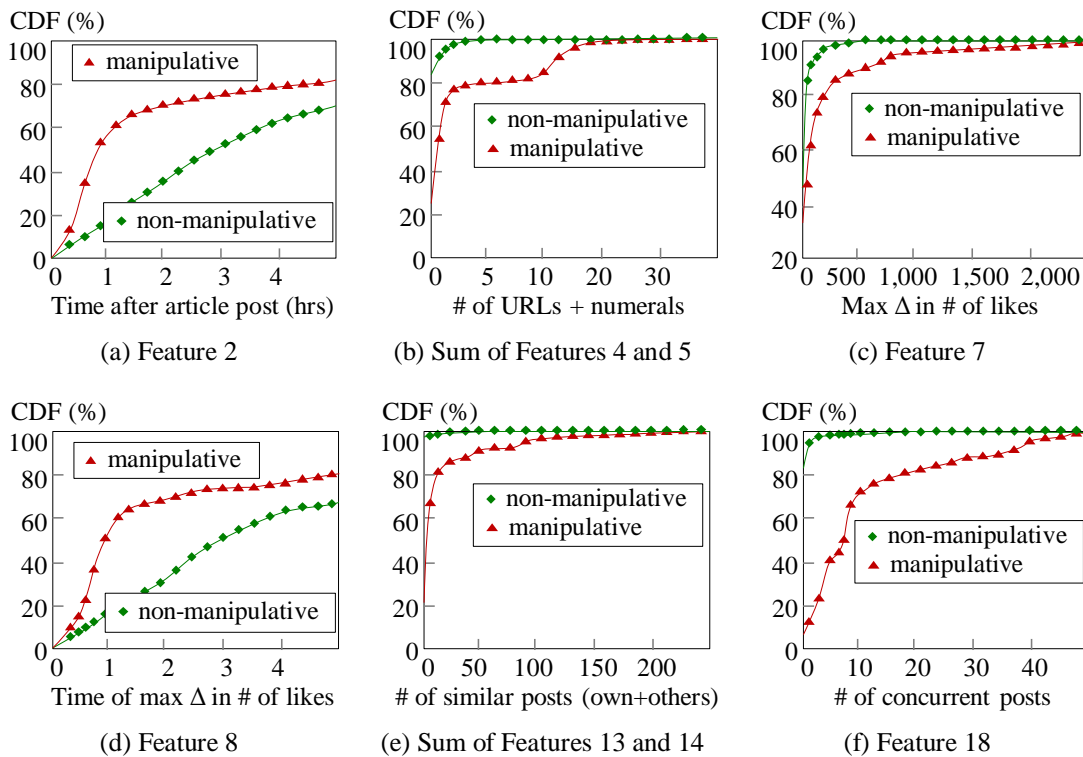 CDF (%)
100
80
60
40
20
0
manipulative
non-manipulative
0 1 2 3 4
Time after article post (hrs)
(a) Feature 2
CDF (%)
100
80
60
40
20
0
non-manipulative
manipulative
0 5 10 20 30
# of URLs + numerals
(b) Sum of Features 4 and 5
CDF (%)
100
80
60
40
20
non-manipulative
manipulative
0 500 1,000 1,500 2,000
Max Δ in # of likes
(c) Feature 7
CDF (%)
100
80
60
40
20
0
manipulative
non-manipulative
0 1 2 3 4
Time of max Δ in # of likes
(d) Feature 8
CDF (%)
100
80
60
40
20
0
non-manipulative
manipulative
0 50 100 150 200
# of similar posts (own+others)
(e) Sum of Features 13 and 14
CDF (%)
100
80
60
40
20
0
non-manipulative
manipulative
0 10 20 30 40
# of concurrent posts
(f) Feature 18